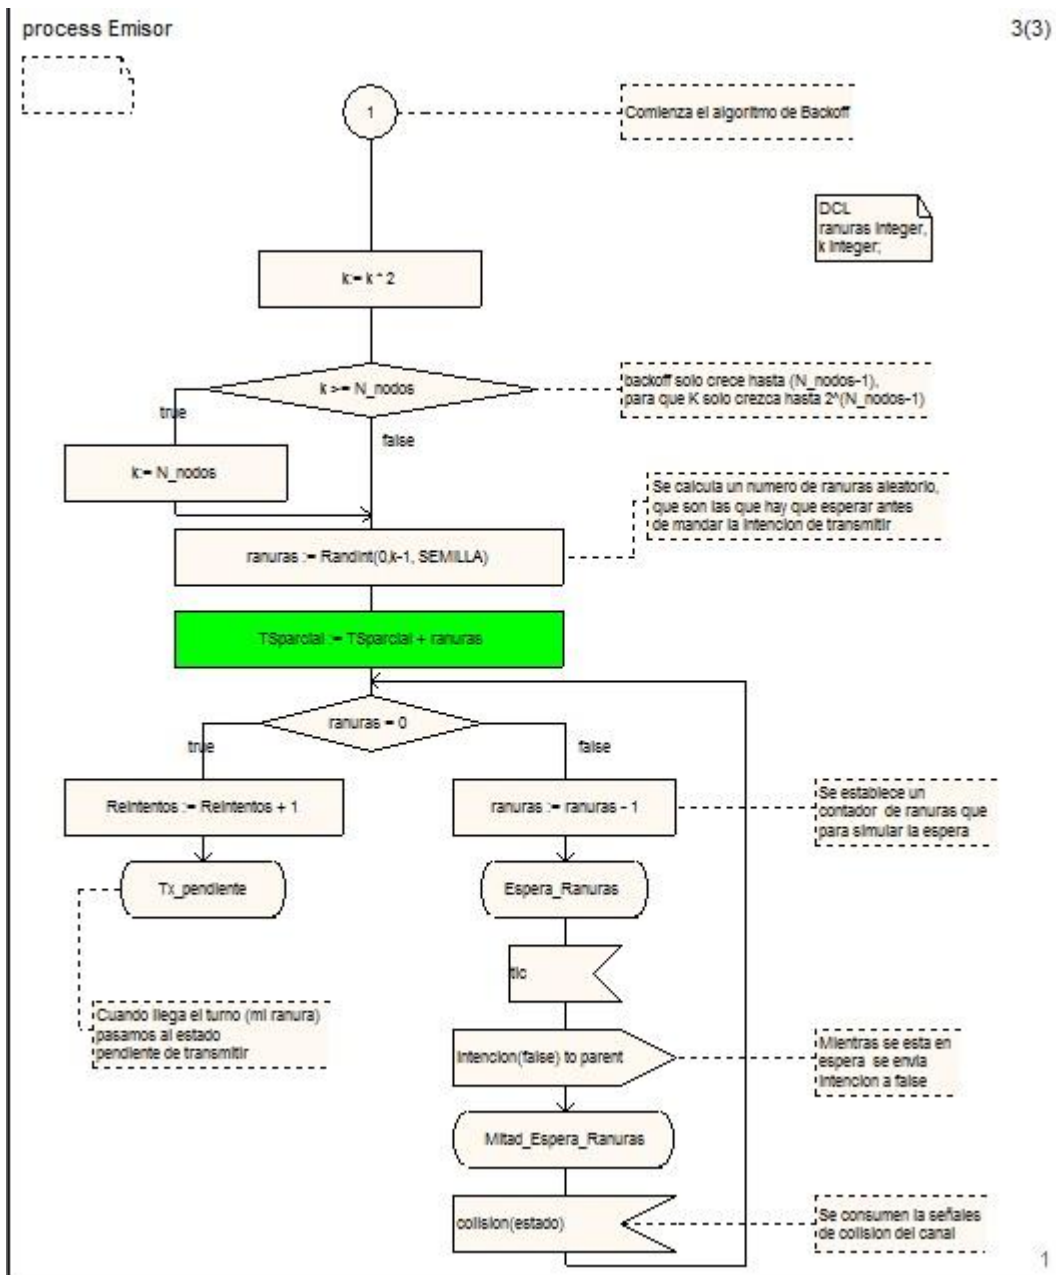 process Emisor
3(3)
1
Comienza el algoritmo de Backoff
DCL
ranuras Integer,
k Integer;
k:= k * 2
k >= N_nodos
backoff solo crece hasta (N_nodos-1),
para que K solo crezca hasta 2^(N_nodos-1)
true
false
k:= N_nodos
Se calcula un numero de ranuras aleatorio,
que son las que hay que esperar antes
de mandar la intencion de transmitir
ranuras := RandInt(0,k-1, SEMILLA)
TSparcial := TSparcial + ranuras
ranuras = 0
true
false
Reintentos := Reintentos + 1
ranuras := ranuras - 1
Se establece un
contador de ranuras que
para simular la espera
Tx_pendiente
Espera_Ranuras
tic
Cuando llega el turno (mi ranura)
pasamos al estado
pendiente de transmitir
intencion(false) to parent
Mientras se esta en
espera se envia
intencion a false
Mitad_Espera_Ranuras
colision(estado)
Se consumen la señales
de colision del canal
1